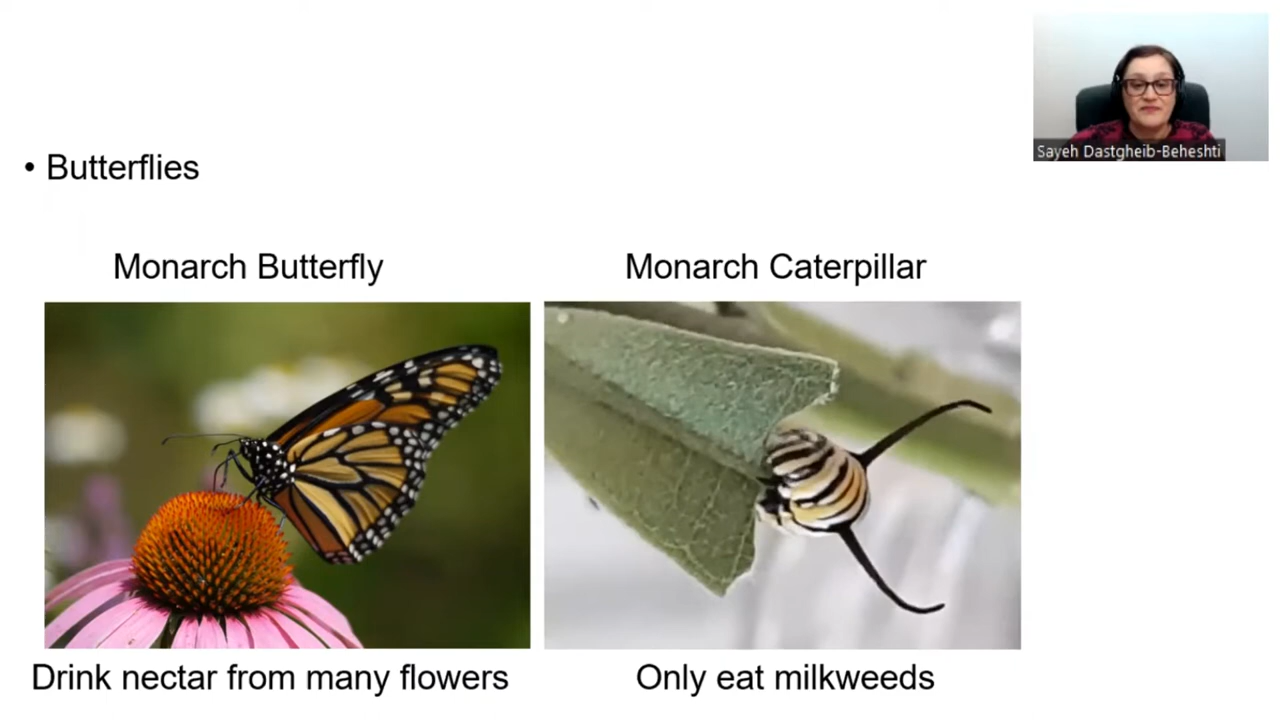 Sayeh Dastgheib-Beheshti
• Butterflies
Monarch Butterfly
Monarch Caterpillar
Drink nectar from many flowers
Only eat milkweeds